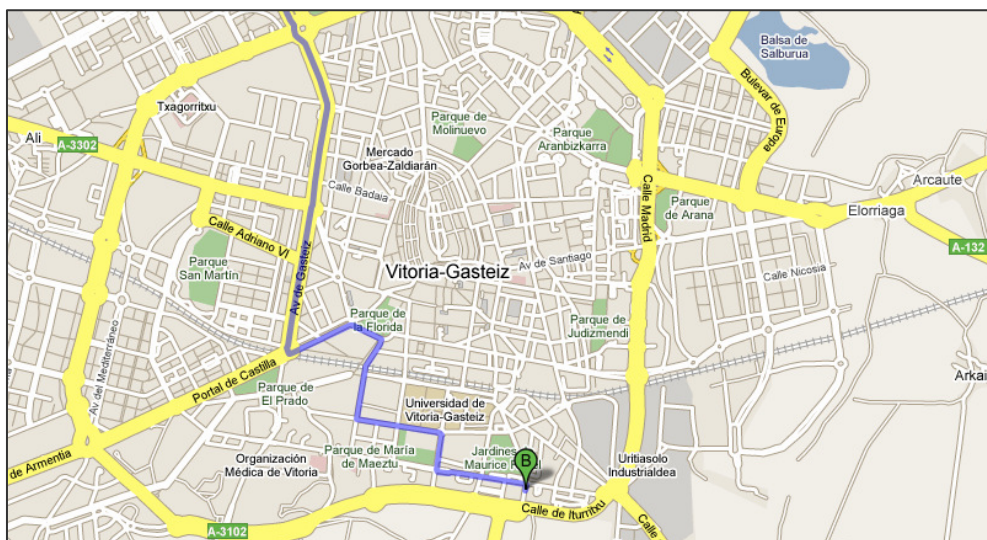 Balsa de
Salburua
Bulevar de Europa
Txagorritxu
Parque de
Molinuevo
Parque
Aranbizkarra
Ali
A-3302
Mercado
Gorbea-Zaldiarán
Calle Badaia
Calle Madrid
Arcaute
Parque
de Arana
Elorriaga
Calle Adriano VI
Av de Gasteiz
A-132
Parque
San Martín
Vitoria-Gasteiz
Av de Santiago
Calle Nicosia
Parque de
la Florida
Parque de
Judizmendi
Av del Mediterráneo
Portal de Castilla
Parque de
El Prado
Arkai
Universidad de
Vitoria-Gasteiz
Parque de María
de Maeztu
Jardines
Maurice
B
Organización
Médica de Vitoria
Uritiasolo
Industrialdea
de Armentia
Calle de Iturritxu
Calle
A-3102